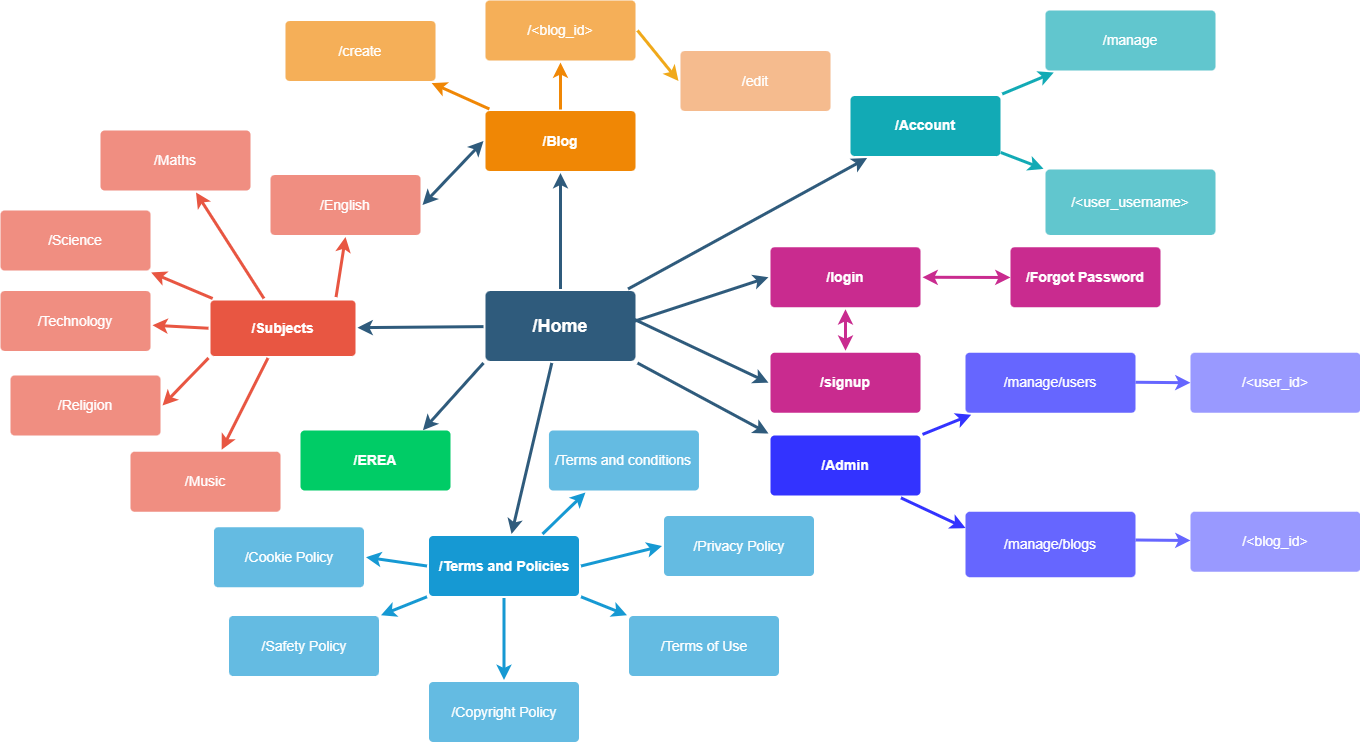 /<blog_id>
/create
/manage
/edit
/Account
/Blog
/Maths
/English
/<user_username>
/Science
/login
/Forgot Password
/Technology
/Subjects
/Home
/signup
/manage/users
/<user_id>
/Religion
/EREA
/Terms and conditions
/Admin
/Music
/manage/blogs
/<blog_id>
/Cookie Policy
/Privacy Policy
/Terms and Policies
/Safety Policy
/Terms of Use
/Copyright Policy